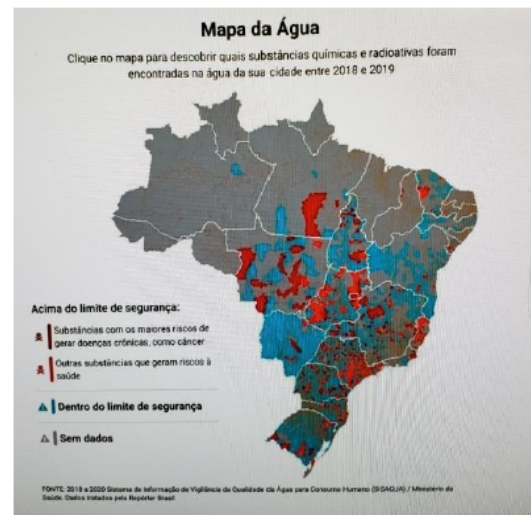 Mapa da Água
Clique no mapa para descobrir quais substâncias químicas e radioativas foram
encontradas na água da sua cidade entre 2018 e 2019
Acima do limite de segurança:
Substâncias com os maiores riscos de
gerar doenças crônicas, como câncer
Outras substâncias que geram riscos à
saúde
Dentro do limite de segurança
Sem dados
FONTE: 2018 a 2020 Sistema de Informação de Vigilância da Qualidade da Água para Consumo Humano (SISAGUA) / Ministério da
Saúde. Dados tratados pela Repórter Brasil